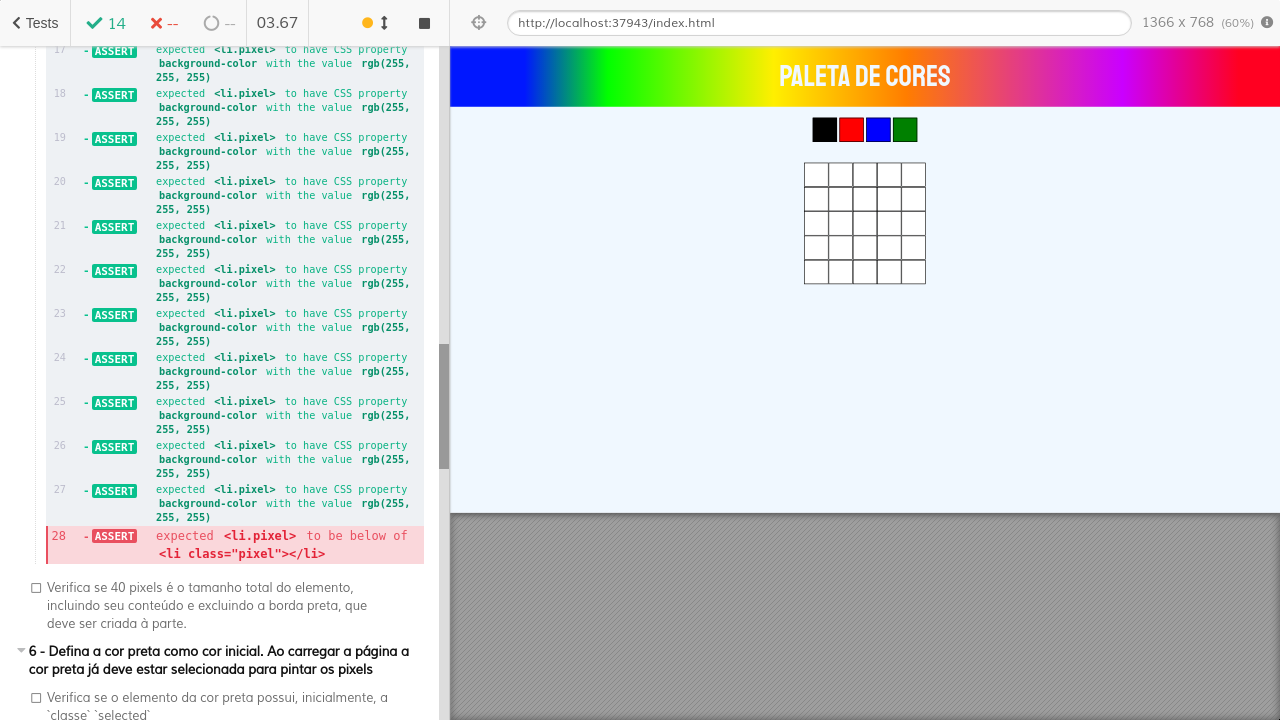 Tests 14 -- -- 03.67 http://localhost:37943/index.html 1366 x 768 (60%)
17 - ASSERT expected <li.pixel> to have CSS property
background-color with the value rgb(255,
255, 255)
18 - ASSERT expected <li.pixel> to have CSS property
background-color with the value rgb(255,
255, 255)
19 - ASSERT expected <li.pixel> to have CSS property
background-color with the value rgb(255,
255, 255)
20 - ASSERT expected <li.pixel> to have CSS property
background-color with the value rgb(255,
255, 255)
21 - ASSERT expected <li.pixel> to have CSS property
background-color with the value rgb(255,
255, 255)
22 - ASSERT expected <li.pixel> to have CSS property
background-color with the value rgb(255,
255, 255)
23 - ASSERT expected <li.pixel> to have CSS property
background-color with the value rgb(255,
255, 255)
24 - ASSERT expected <li.pixel> to have CSS property
background-color with the value rgb(255,
255, 255)
25 - ASSERT expected <li.pixel> to have CSS property
background-color with the value rgb(255,
255, 255)
26 - ASSERT expected <li.pixel> to have CSS property
background-color with the value rgb(255,
255, 255)
27 - ASSERT expected <li.pixel> to have CSS property
background-color with the value rgb(255,
255, 255)
28 - ASSERT expected <li.pixel> to be below of
<li class="pixel"></li>
Verifica se 40 pixels é o tamanho total do elemento,
incluindo seu conteúdo e excluindo a borda preta, que
deve ser criada à parte.
6 - Defina a cor preta como cor inicial. Ao carregar a página a
cor preta já deve estar selecionada para pintar os pixels
Verifica se o elemento da cor preta possui, inicialmente, a
`classe` `selected`
PALETA DE CORES